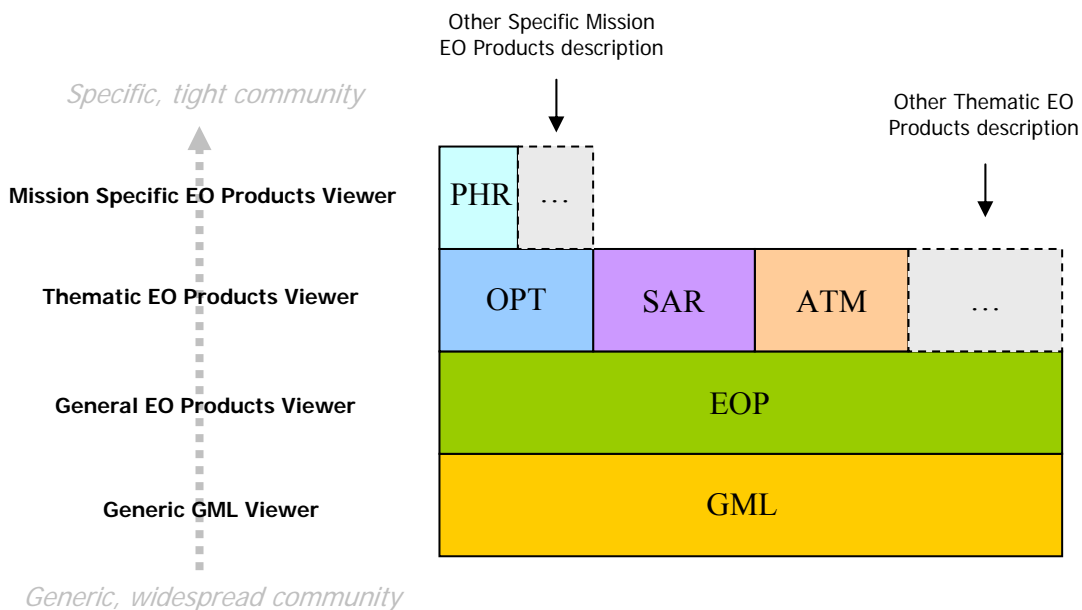 Other Specific Mission
EO Products description
Specific, tight community
Other Thematic EO
Products description
Mission Specific EO Products Viewer
PHR
...
Thematic EO Products Viewer
OPT
SAR
ATM
...
General EO Products Viewer
EOP
Generic GML Viewer
GML
Generic, widespread community